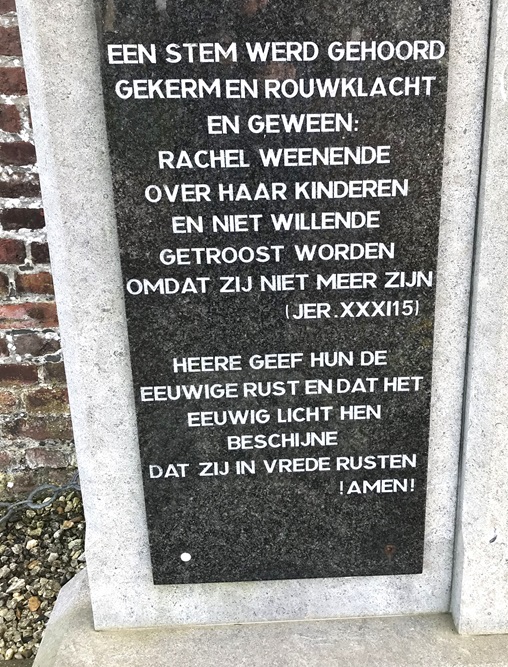 EEN STEM WERD GEHOORD
GEKERM EN ROUWKLACHT
EN GEWEEN:
RACHEL WEENENDE
OVER HAAR KINDEREN
EN NIET WILLENDE
GETROOST WORDEN
OMDAT ZIJ NIET MEER ZIJN
(JER.XXXI15)
HEERE GEEF HUN DE
EEUWIGE RUST EN DAT HET
EEUWIG LICHT HEN
BESCHIJNE
DAT ZIJ IN VREDE RUSTEN
!AMEN!